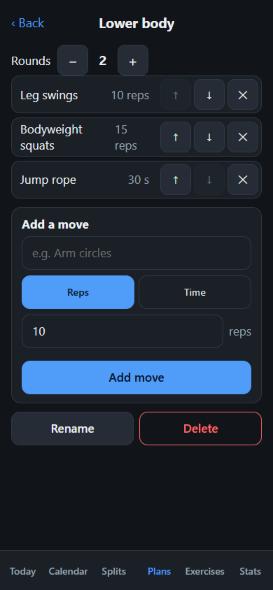 ‹ Back
Lower body
Rounds − 2 +
Leg swings 10 reps ↑ ↓ ✕
Bodyweight squats 15 reps ↑ ↓ ✕
Jump rope 30 s ↑ ↓ ✕
Add a move
e.g. Arm circles
Reps Time
10 reps
Add move
Rename Delete
Today Calendar Splits Plans Exercises Stats